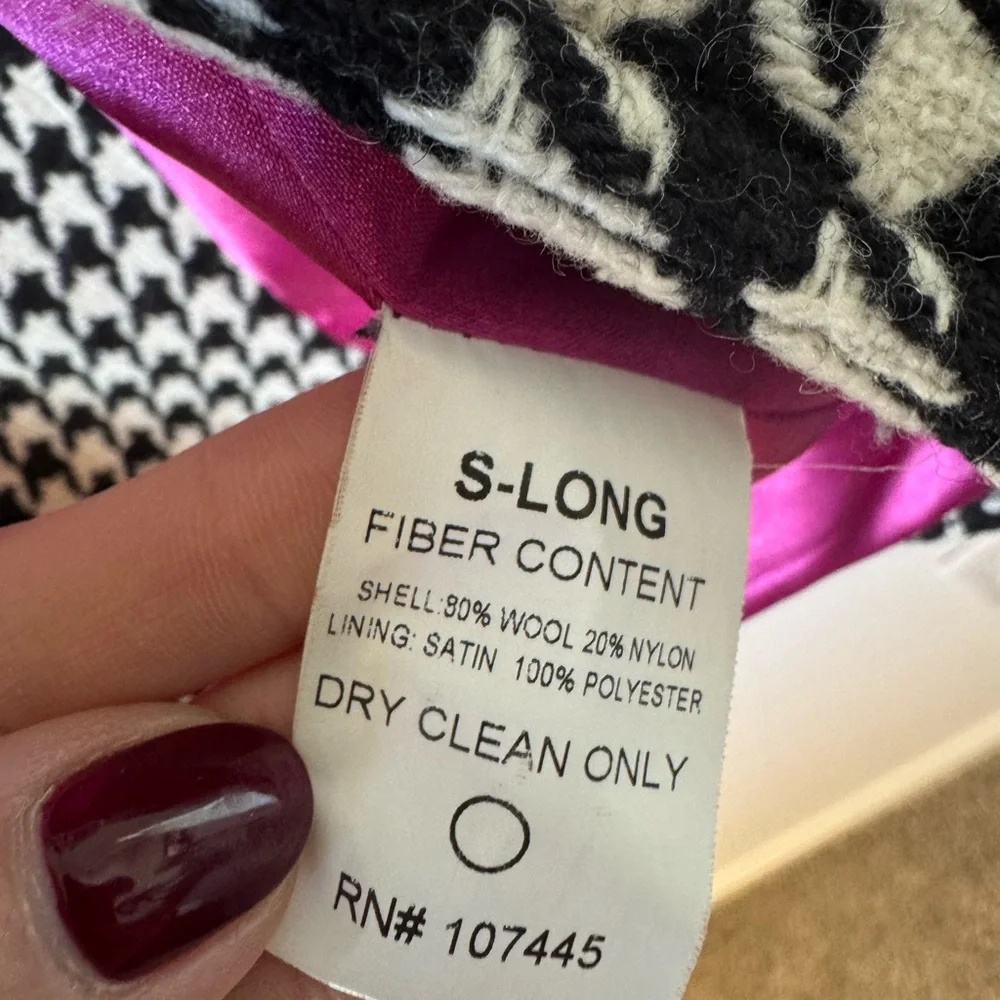 S-LONG
FIBER CONTENT
SHELL:80% WOOL 20% NYLON
LINING: SATIN 100% POLYESTER
DRY CLEAN ONLY
RN# 107445